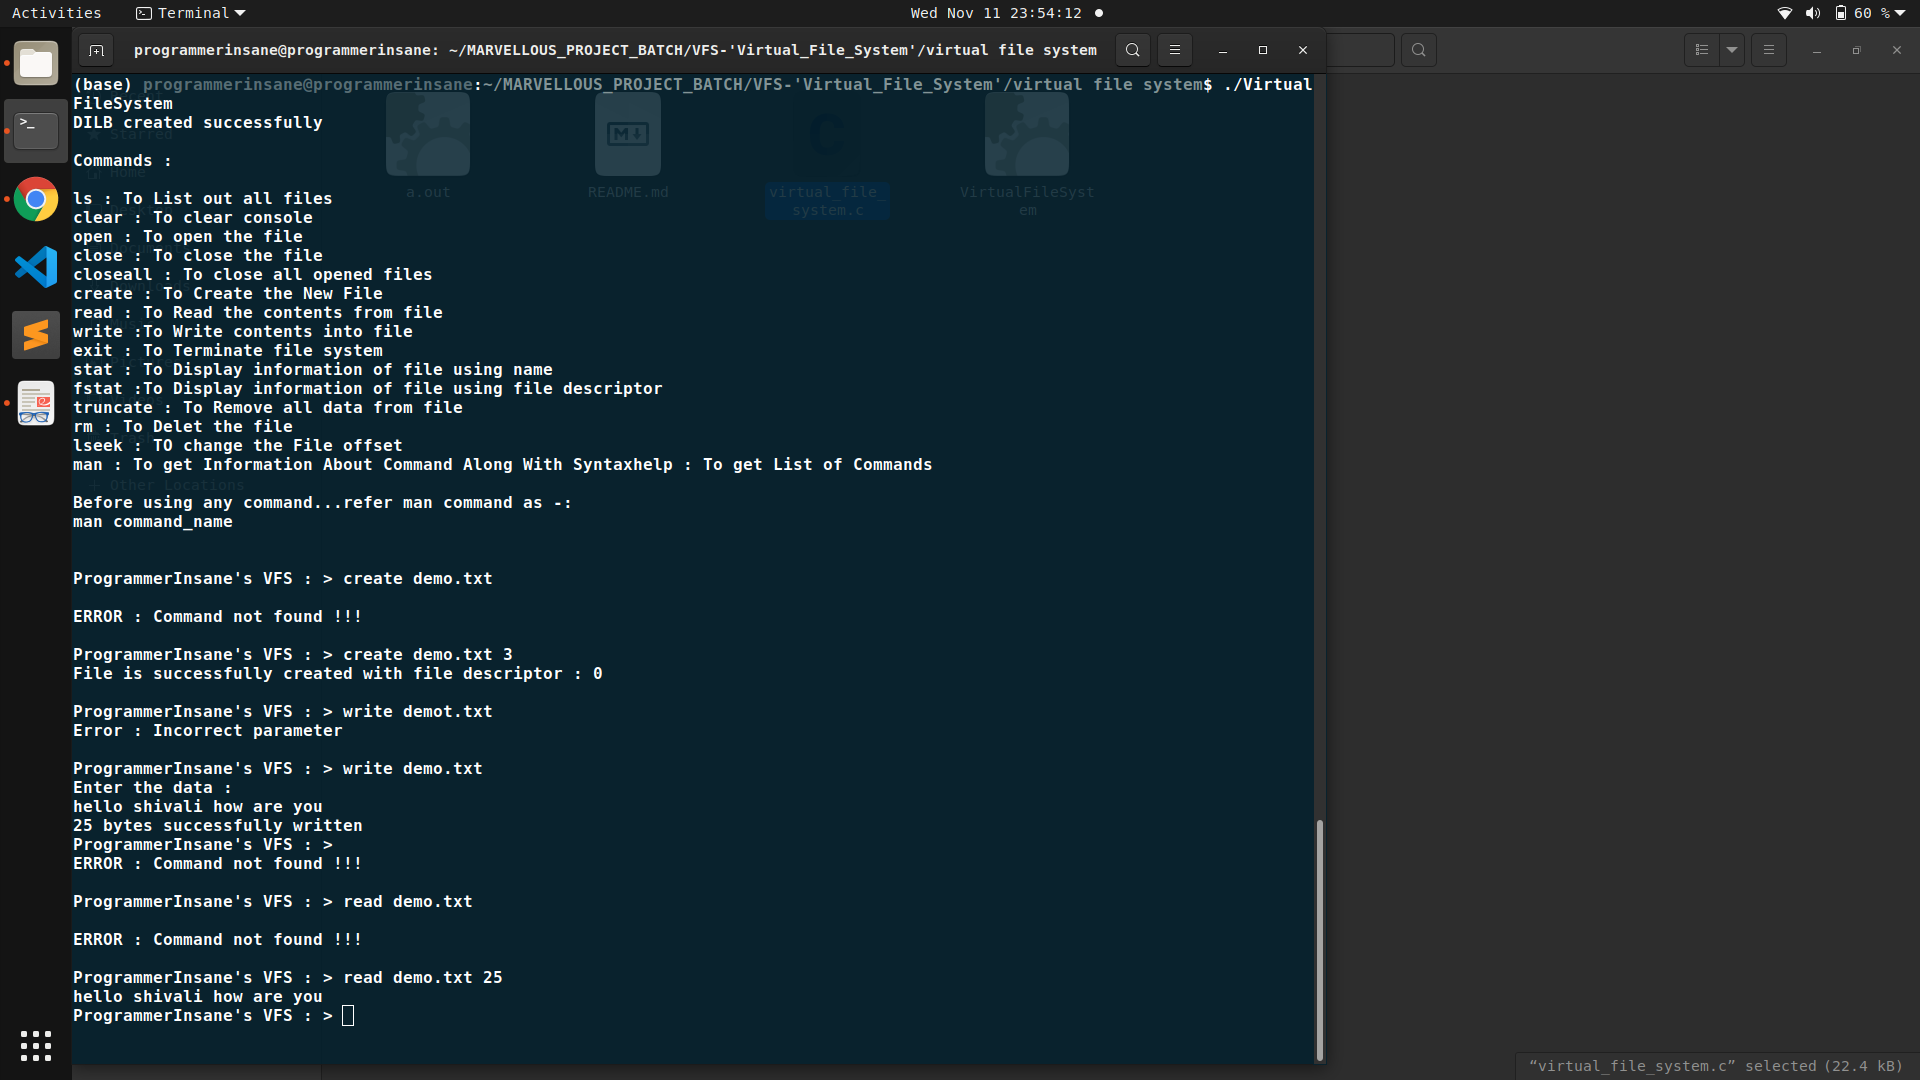 Activities
Terminal
Wed Nov 11 23:54:12
60 %
programmerinsane@programmerinsane: ~/MARVELLOUS_PROJECT_BATCH/VFS-'Virtual_File_System'/virtual file system
(base) programmerinsane@programmerinsane:~/MARVELLOUS_PROJECT_BATCH/VFS-'Virtual_File_System'/virtual file system$ ./Virtual
FileSystem
DILB created successfully
Commands :
ls : To List out all files
clear : To clear console
open : To open the file
close : To close the file
closeall : To close all opened files
create : To Create the New File
read : To Read the contents from file
write :To Write contents into file
exit : To Terminate file system
stat : To Display information of file using name
fstat :To Display information of file using file descriptor
truncate : To Remove all data from file
rm : To Delet the file
lseek : TO change the File offset
man : To get Information About Command Along With Syntaxhelp : To get List of Commands
Before using any command...refer man command as -:
man command_name
ProgrammerInsane's VFS : > create demo.txt
ERROR : Command not found !!!
ProgrammerInsane's VFS : > create demo.txt 3
File is successfully created with file descriptor : 0
ProgrammerInsane's VFS : > write demot.txt
Error : Incorrect parameter
ProgrammerInsane's VFS : > write demo.txt
Enter the data :
hello shivali how are you
25 bytes successfully written
ProgrammerInsane's VFS : >
ERROR : Command not found !!!
ProgrammerInsane's VFS : > read demo.txt
ERROR : Command not found !!!
ProgrammerInsane's VFS : > read demo.txt 25
hello shivali how are you
ProgrammerInsane's VFS : >
Starred
Home
Other Locations
a.out
README.md
virtual_file_
system.c
VirtualFileSyst
em
“virtual_file_system.c” selected (22.4 kB)